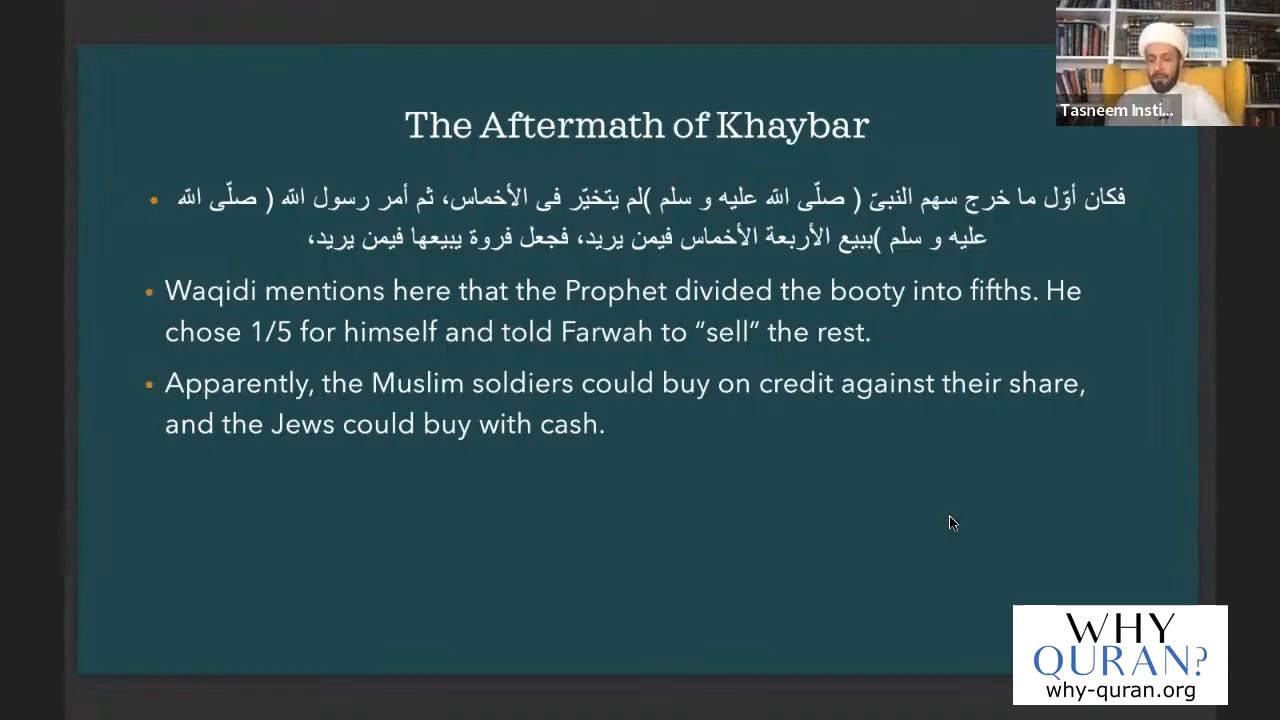 Tasneem Insti...
The Aftermath of Khaybar
فكان أوّل ما خرج سهم النبىّ ( صلّى الله عليه و سلم )لم يتخيّر فى الأخماس، ثم أمر رسول الله ( صلّى الله
عليه و سلم )ببيع الأربعة الأخماس فيمن يريد، فجعل فروة يبيعها فيمن يريد،
Waqidi mentions here that the Prophet divided the booty into fifths. He
chose 1/5 for himself and told Farwah to “sell” the rest.
Apparently, the Muslim soldiers could buy on credit against their share,
and the Jews could buy with cash.
WHY
QURAN?
why-quran.org